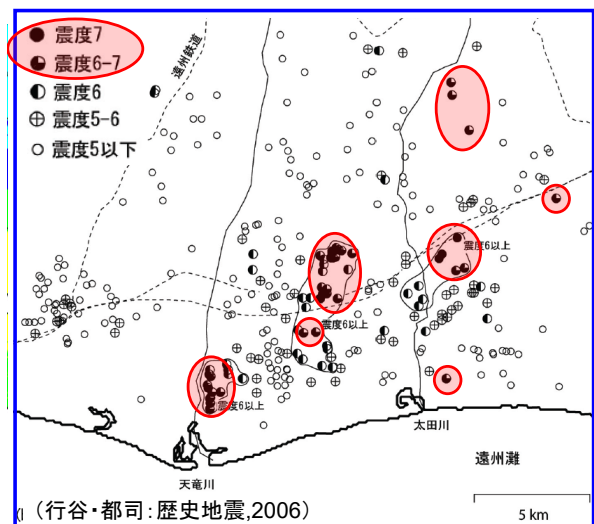 震度7
震度6-7
震度6
震度5-6
震度5以下
遠州鉄道
震度6以上
震度6以上
震度6以上
天竜川
太田川
遠州灘
5 km
(行谷・都司:歴史地震,2006)